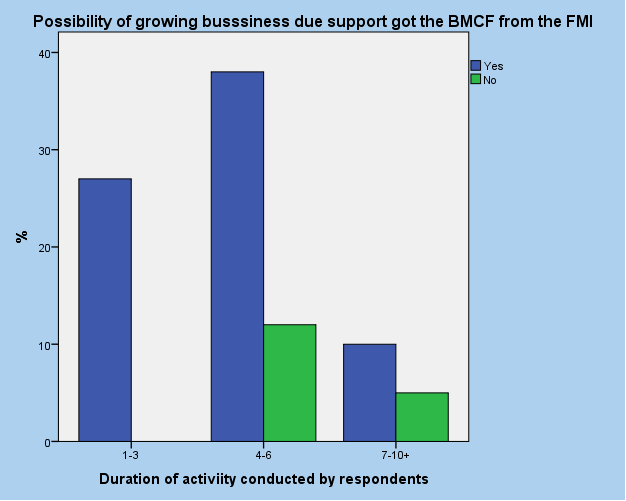 Possibility of growing busssiness due support got the BMCF from the FMI
Yes
No
40
30
20
10
0
%
1-3
4-6
7-10+
Duration of activiity conducted by respondents